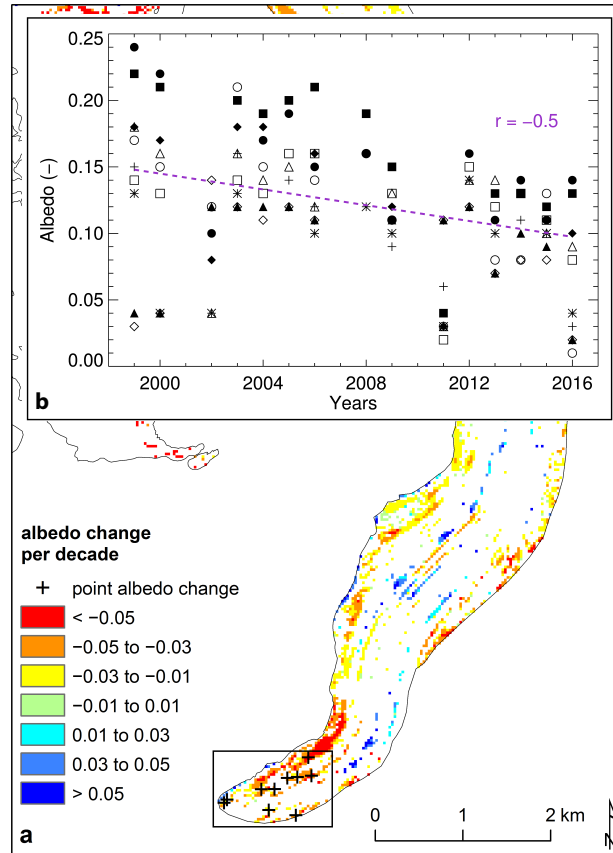 0.25
0.20
0.15
0.10
0.05
0.00
Albedo (−)
r = −0.5
2000 2004 2008 2012 2016
Years
b
albedo change
per decade
point albedo change
< −0.05
−0.05 to −0.03
−0.03 to −0.01
−0.01 to 0.01
0.01 to 0.03
0.03 to 0.05
> 0.05
0 1 2 km
a